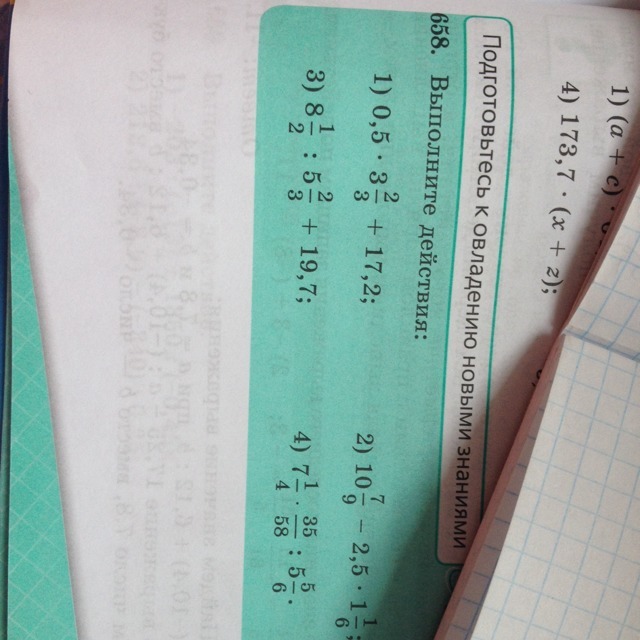 1) (a + c) ·
4) 173,7 · (x + z);
Подготовьтесь к овладению новыми знаниями
658. Выполните действия:
1) 0,5 · 3 2/3 + 17,2; 2) 10 7/9 − 2,5 · 1 1/6;
3) 8 1/2 : 5 2/3 + 19,7; 4) 7 1/4 · 35/58 : 5 5/6.